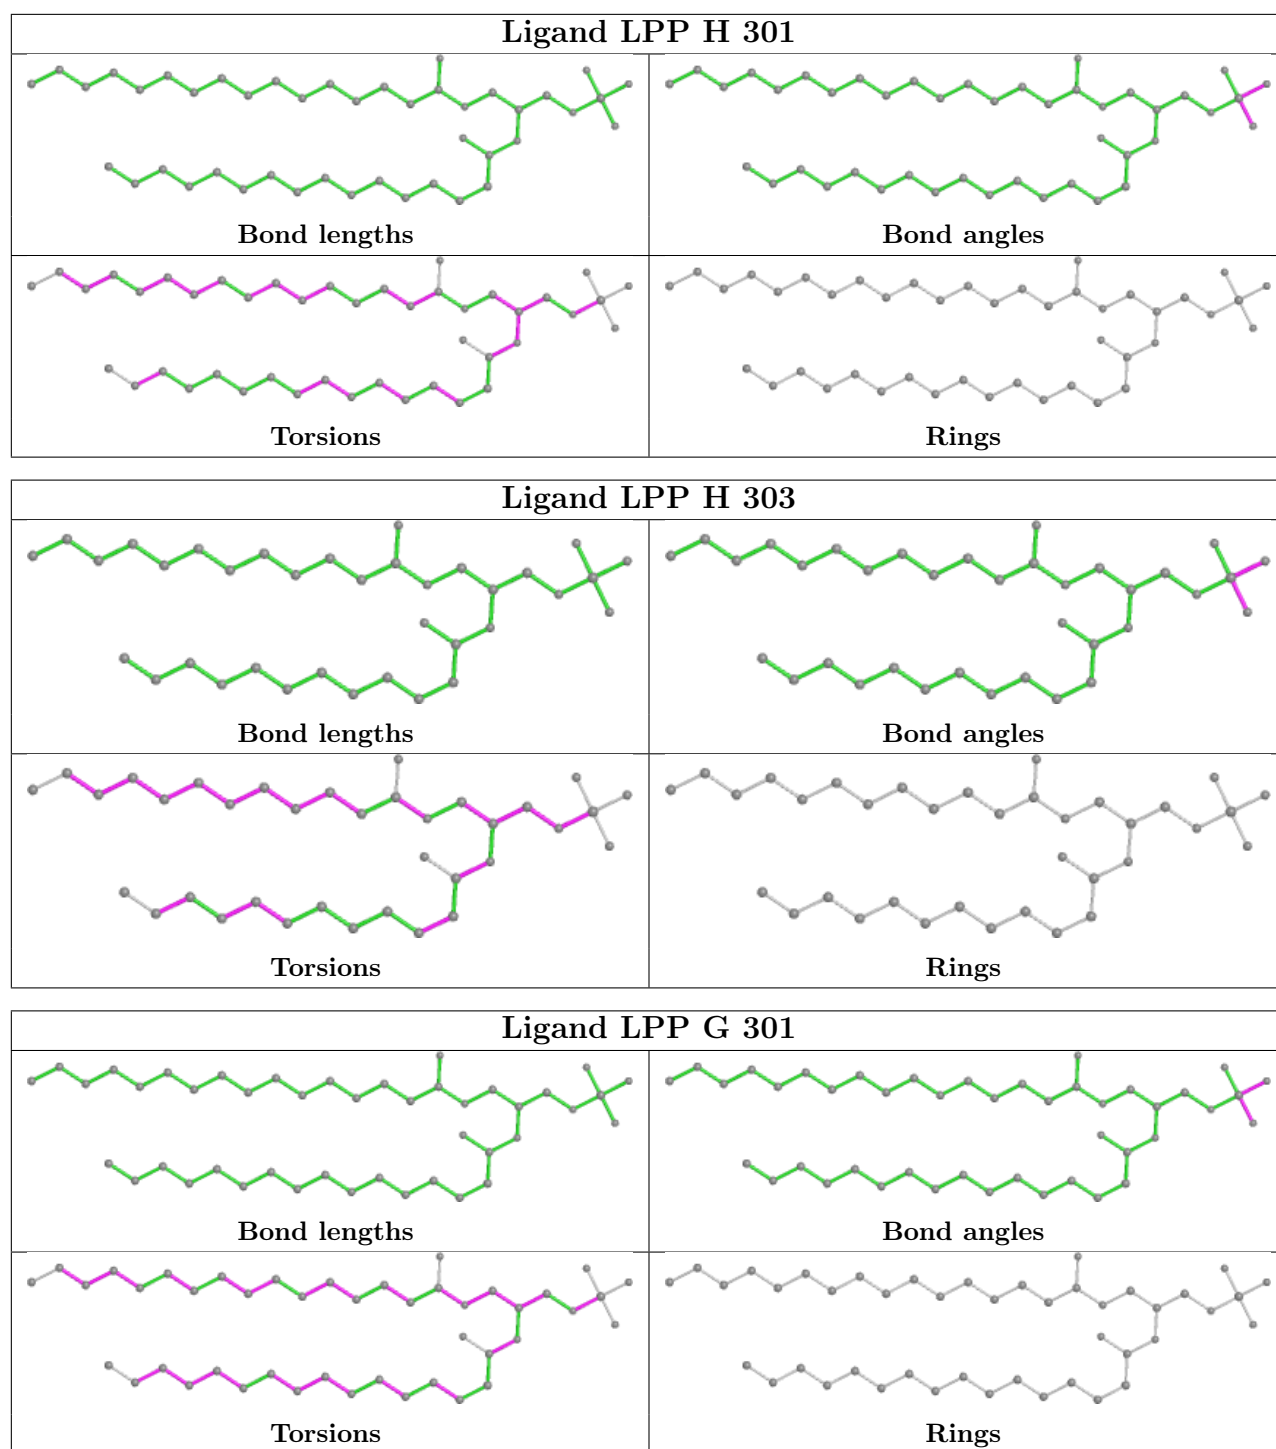 Ligand LPP H 301
Bond lengths
Bond angles
Torsions
Rings
Ligand LPP H 303
Bond lengths
Bond angles
Torsions
Rings
Ligand LPP G 301
Bond lengths
Bond angles
Torsions
Rings